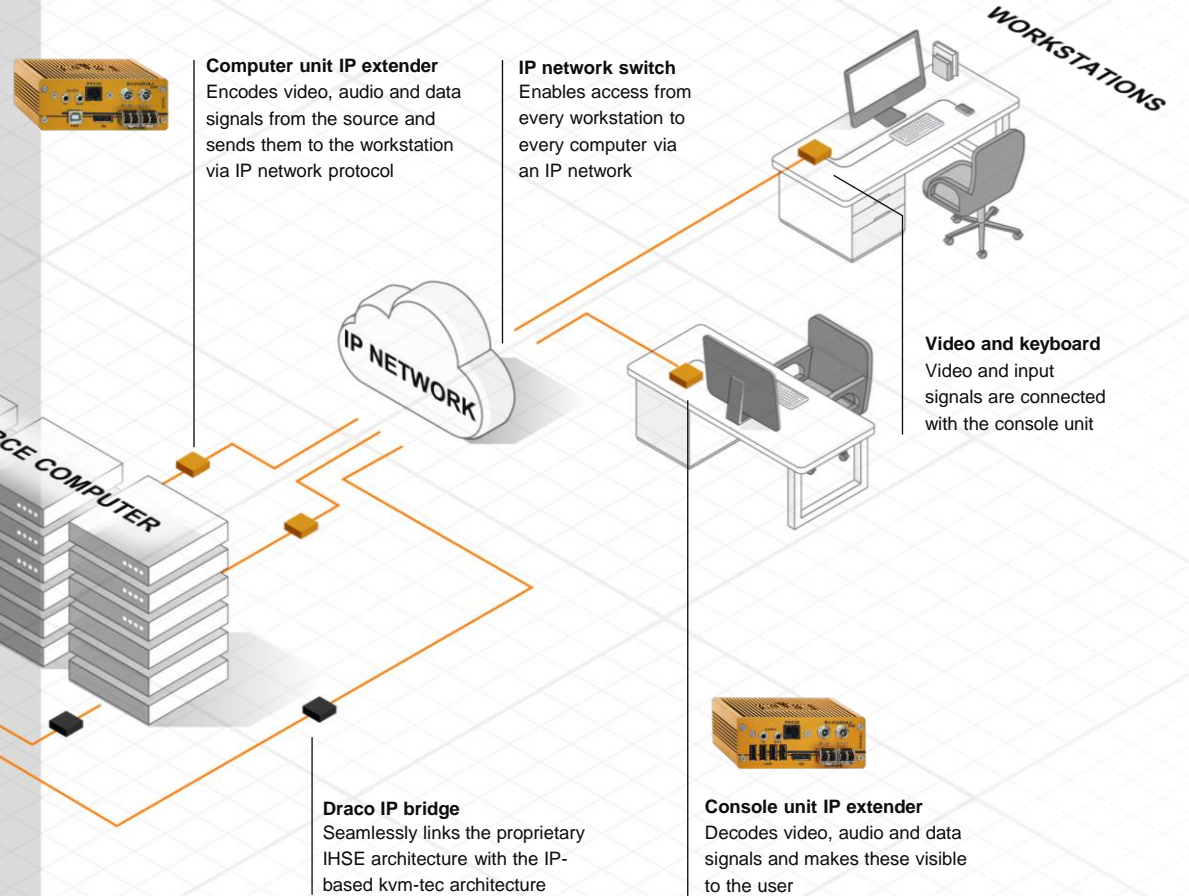 WORKSTATIONS
Computer unit IP extender
Encodes video, audio and data
signals from the source and
sends them to the workstation
via IP network protocol
IP network switch
Enables access from
every workstation to
every computer via
an IP network
IP NETWORK
Video and keyboard
Video and input
signals are connected
with the console unit
COMPUTER
Draco IP bridge
Seamlessly links the proprietary
IHSE architecture with the IP-
based kvm-tec architecture
Console unit IP extender
Decodes video, audio and data
signals and makes these visible
to the user